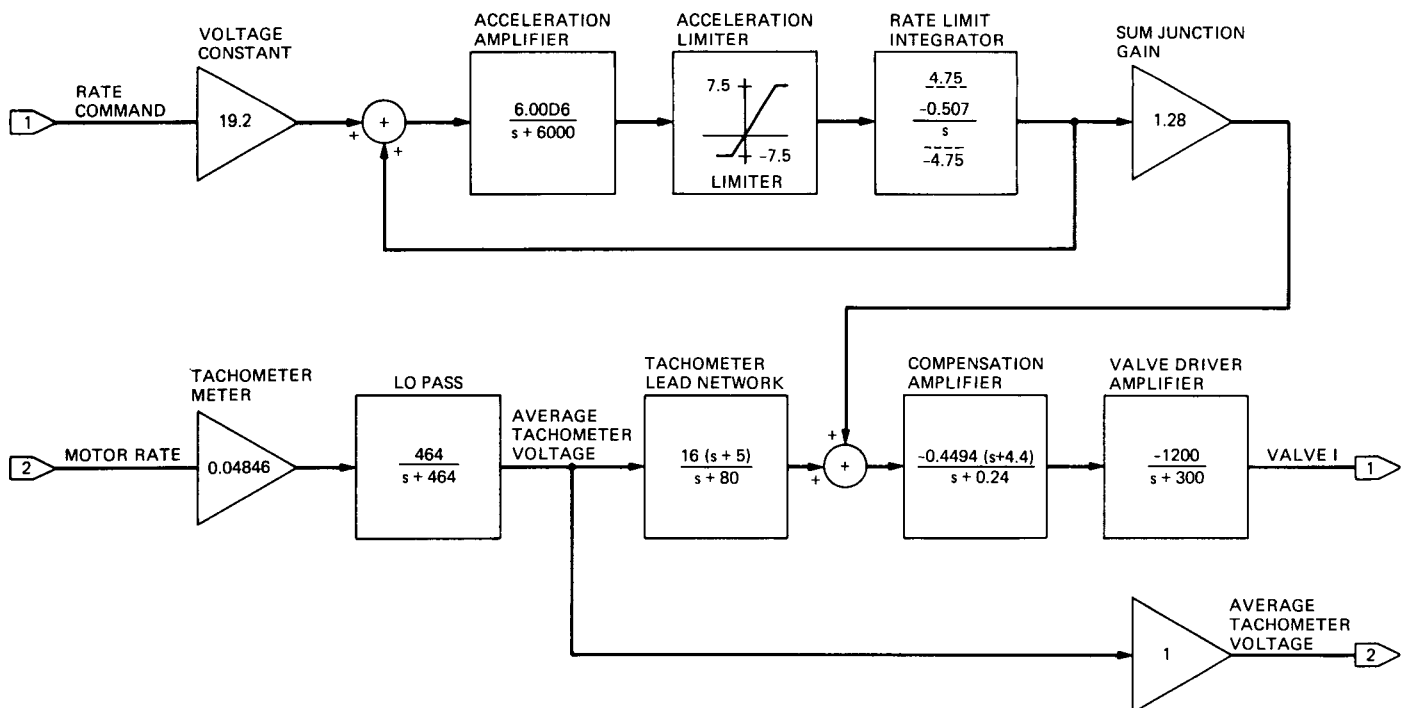 VOLTAGE
CONSTANT
ACCELERATION
AMPLIFIER
ACCELERATION
LIMITER
RATE LIMIT
INTEGRATOR
SUM JUNCTION
GAIN
1
RATE
COMMAND
19.2
+
+
+
6.00D6
s + 6000
7.5
-7.5
LIMITER
4.75
-0.507
s
-4.75
1.28
TACHOMETER
METER
LO PASS
AVERAGE
TACHOMETER
VOLTAGE
TACHOMETER
LEAD NETWORK
COMPENSATION
AMPLIFIER
VALVE DRIVER
AMPLIFIER
2
MOTOR RATE
0.04846
464
s + 464
16 (s + 5)
s + 80
+
+
+
-0.4494 (s+4.4)
s + 0.24
-1200
s + 300
VALVE I
1
1
AVERAGE
TACHOMETER
VOLTAGE
2